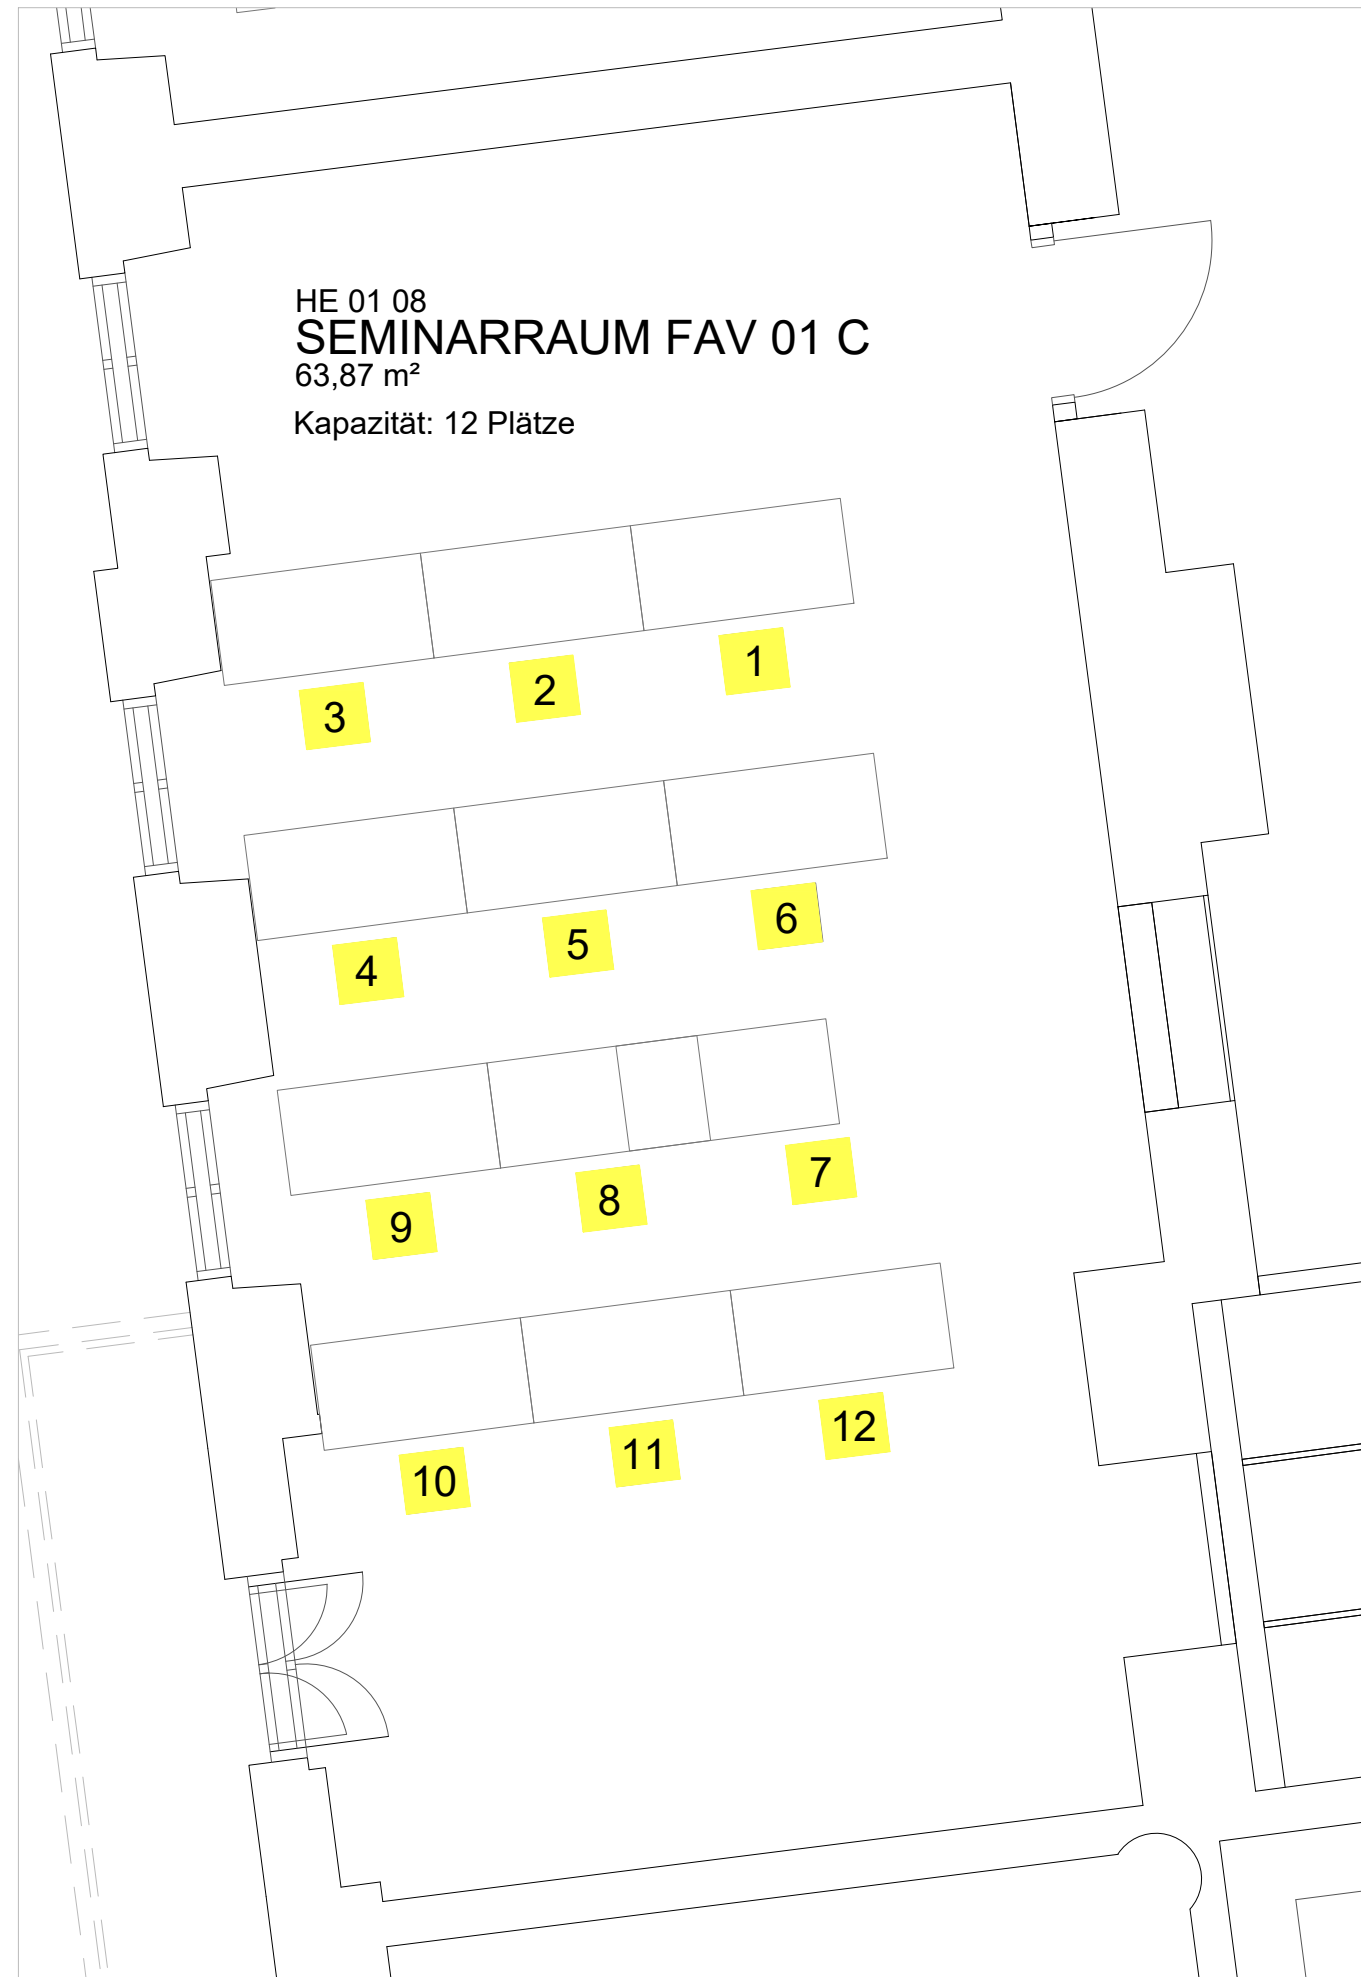 HE 01 08
SEMINARRAUM FAV 01 C
63,87 m²
Kapazität: 12 Plätze
3 2 1
4 5 6
9 8 7
10 11 12